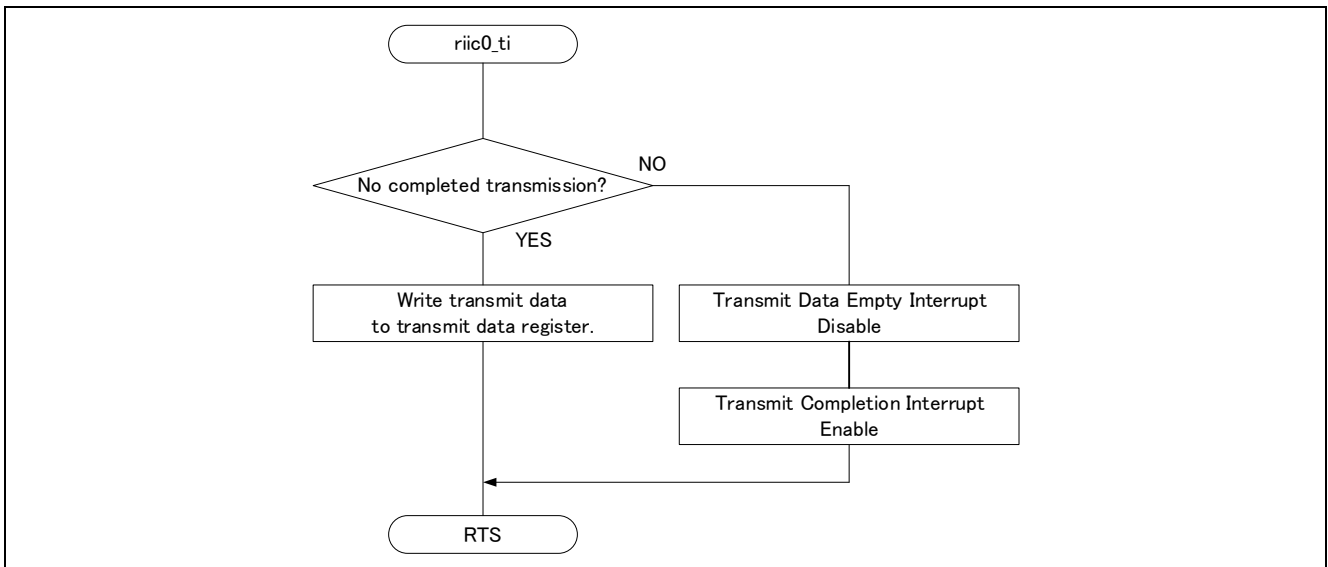 riic0_ti
NO
No completed transmission?
YES
Write transmit data
to transmit data register.
Transmit Data Empty Interrupt
Disable
Transmit Completion Interrupt
Enable
RTS